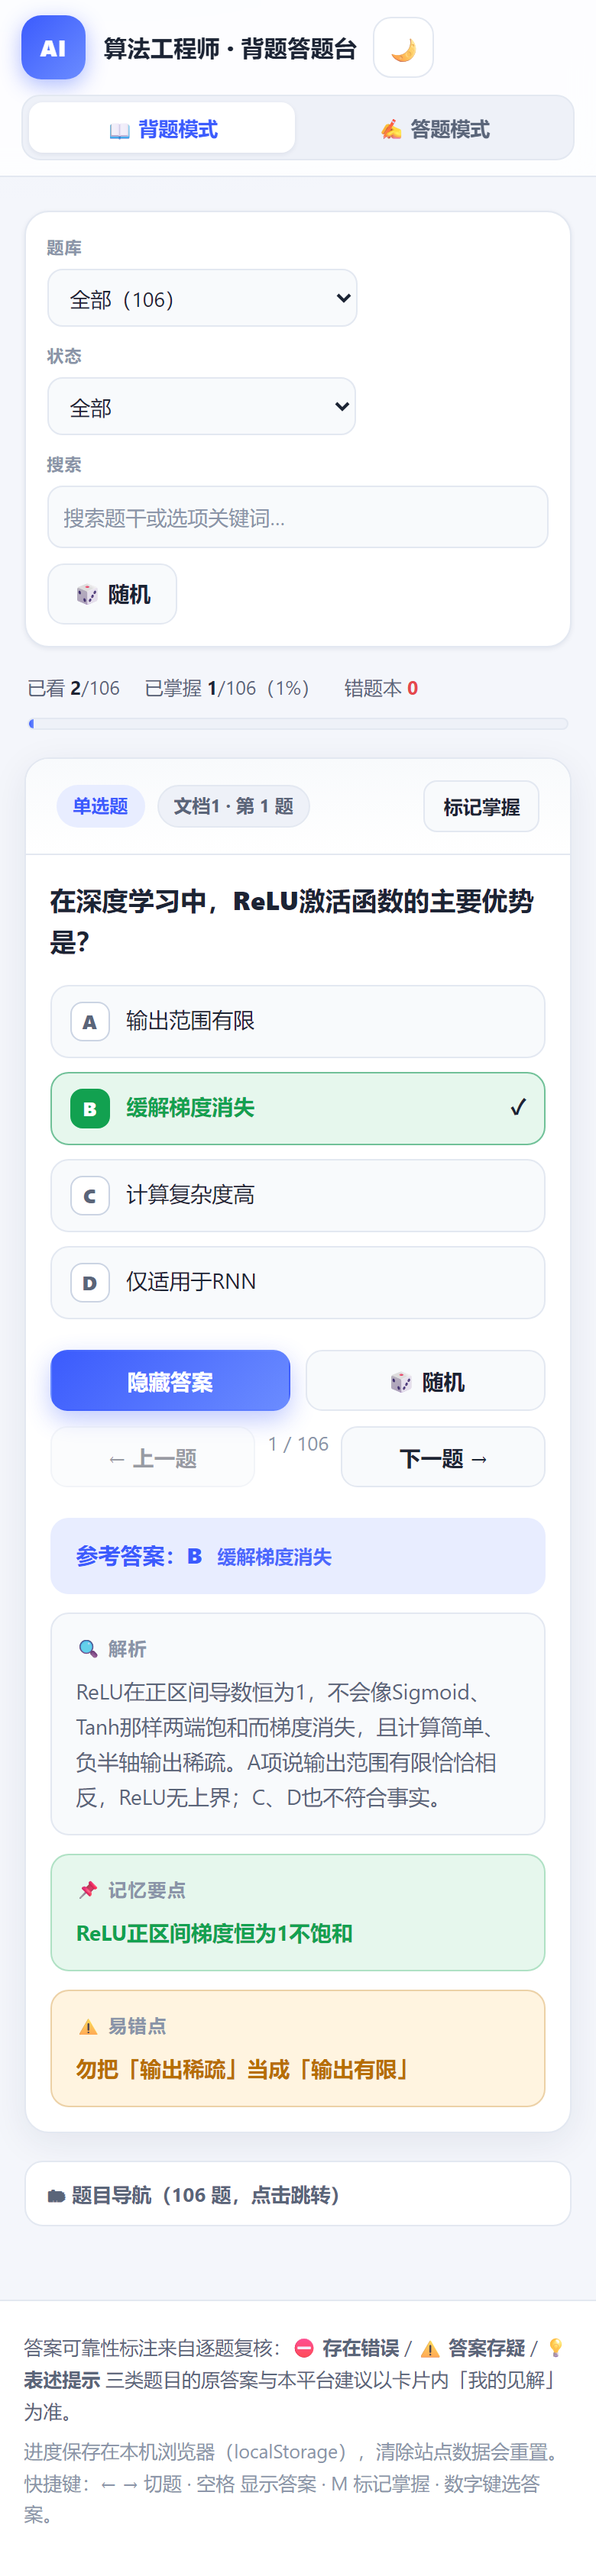 AI 算法工程师 · 背题答题台 🌙
📖 背题模式 ✍️ 答题模式
题库
全部（106）
状态
全部
搜索
搜索题干或选项关键词...
🎲 随机
已看 2/106 已掌握 1/106（1%） 错题本 0
单选题 文档1 · 第 1 题 标记掌握
在深度学习中，ReLU激活函数的主要优势
是？
A 输出范围有限
B 缓解梯度消失 ✓
C 计算复杂度高
D 仅适用于RNN
隐藏答案 🎲 随机
← 上一题 1 / 106 下一题 →
参考答案：B 缓解梯度消失
🔍 解析
ReLU在正区间导数恒为1，不会像Sigmoid、
Tanh那样两端饱和而梯度消失，且计算简单、
负半轴输出稀疏。A项说输出范围有限恰恰相
反，ReLU无上界；C、D也不符合事实。
📌 记忆要点
ReLU正区间梯度恒为1不饱和
⚠️ 易错点
勿把「输出稀疏」当成「输出有限」
题目导航（106 题，点击跳转）
答案可靠性标注来自逐题复核：⛔ 存在错误 / ⚠️ 答案存疑 / 💡
表述提示 三类题目的原答案与本平台建议以卡片内「我的见解」
为准。
进度保存在本机浏览器（localStorage），清除站点数据会重置。
快捷键：← → 切题 · 空格 显示答案 · M 标记掌握 · 数字键选答
案。